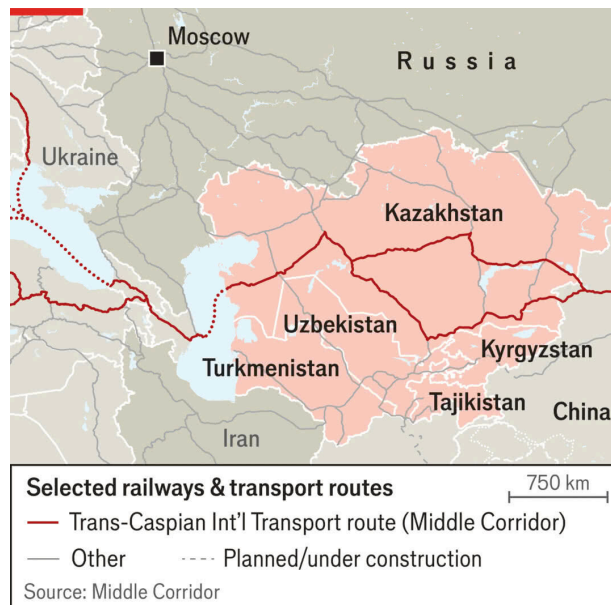 Moscow
Russia
Ukraine
Kazakhstan
Uzbekistan
Kyrgyzstan
Turkmenistan
Tajikistan
China
Iran
Selected railways & transport routes
750 km
Trans-Caspian Int'l Transport route (Middle Corridor)
Other
Planned/under construction
Source: Middle Corridor